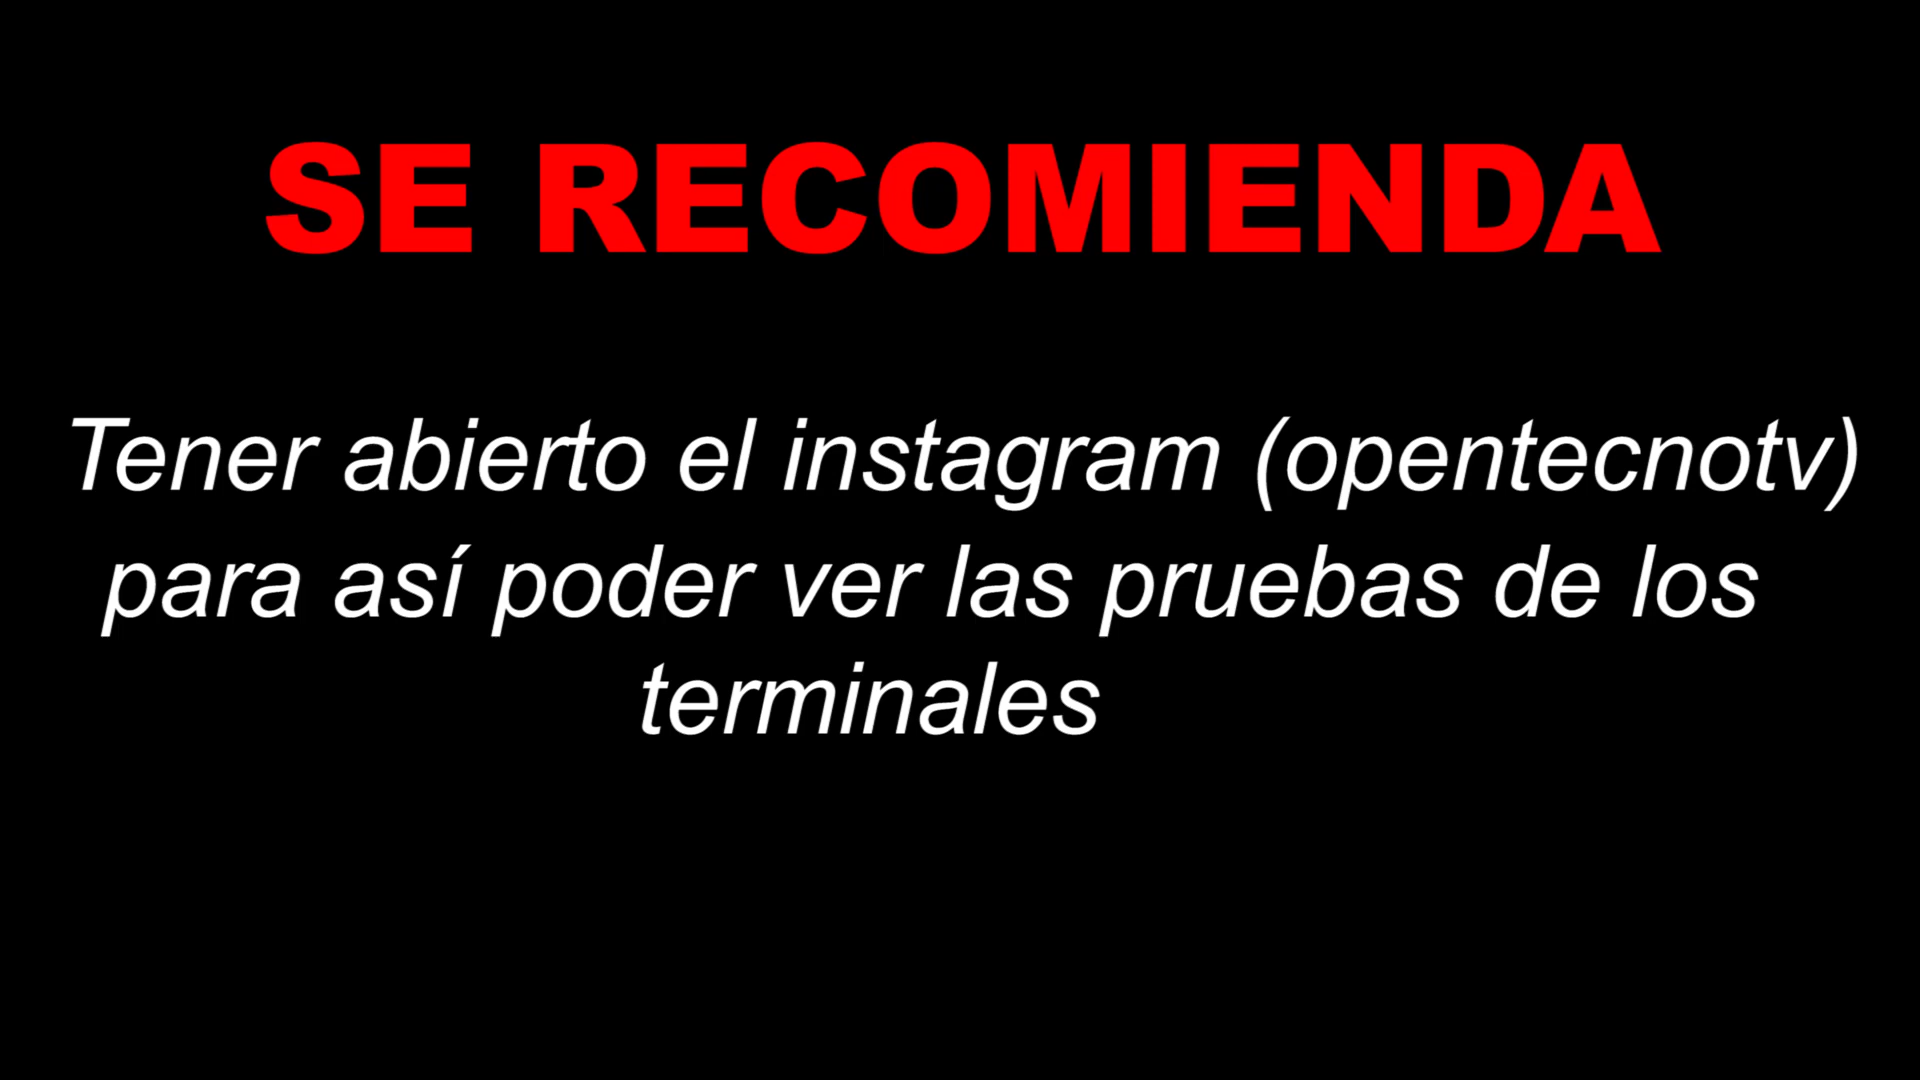 SE RECOMIENDA
Tener abierto el instagram (opentecnotv)
para así poder ver las pruebas de los
terminales